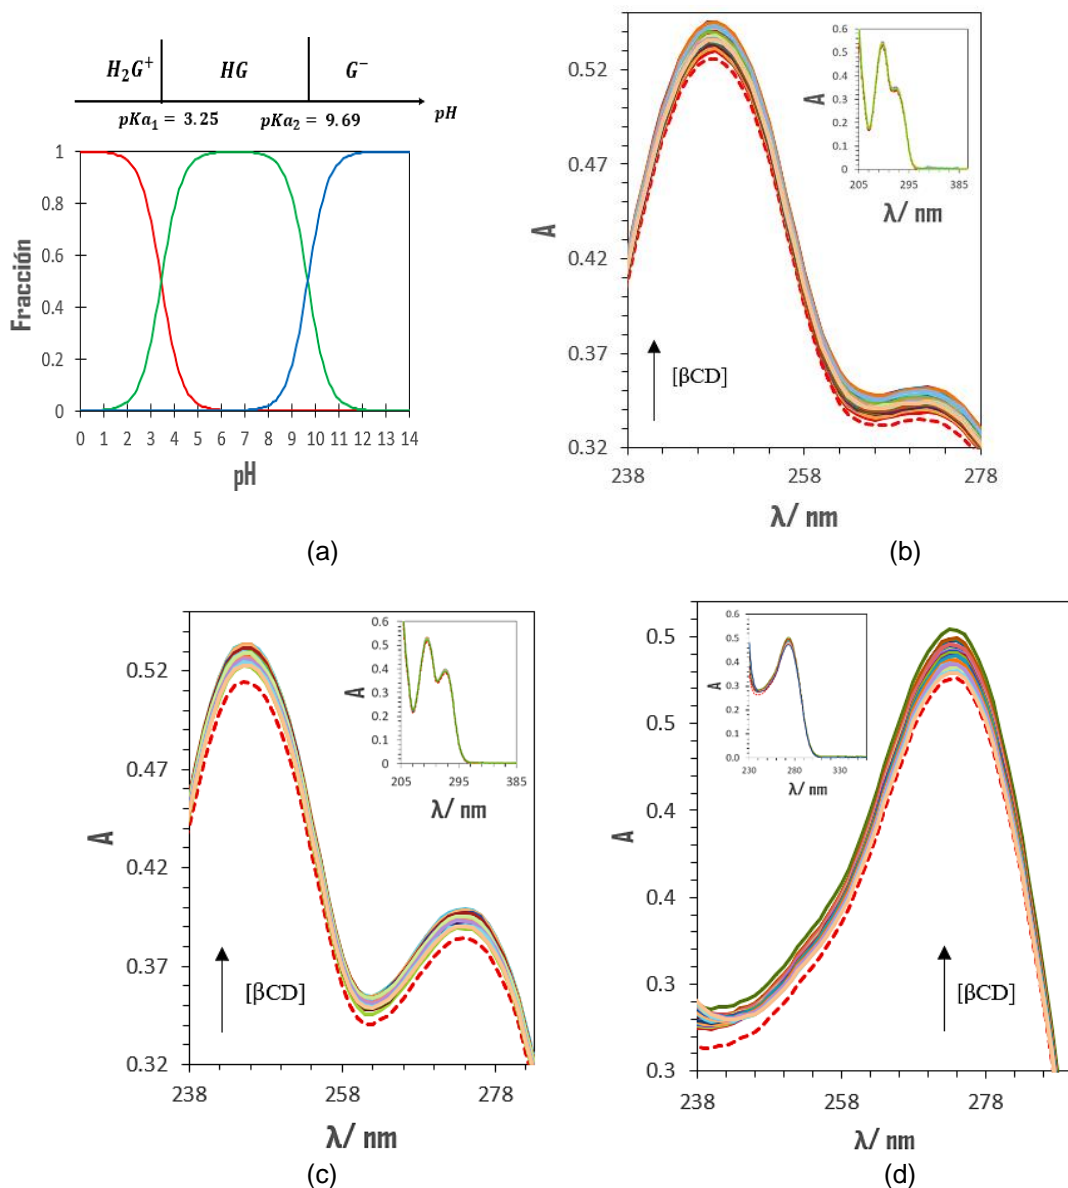 H₂G⁺ HG G⁻
pKa₁ = 3.25 pKa₂ = 9.69 pH
Fracción
1
0.8
0.6
0.4
0.2
0
0 1 2 3 4 5 6 7 8 9 10 11 12 13 14
pH
(a)
A
0.52
0.47
0.42
0.37
0.32
238 258 278
λ/ nm
[βCD]
A
0.6
0.5
0.4
0.3
0.2
0.1
0
205 295 385
λ/ nm
(b)
A
0.52
0.47
0.42
0.37
0.32
238 258 278
λ/ nm
[βCD]
A
0.6
0.5
0.4
0.3
0.2
0.1
0
205 295 385
λ/ nm
(c)
A
0.5
0.5
0.4
0.4
0.3
0.3
238 258 278
λ/ nm
[βCD]
A
0.6
0.5
0.4
0.3
0.2
0.1
0.0
230 280 330
λ/ nm
(d)